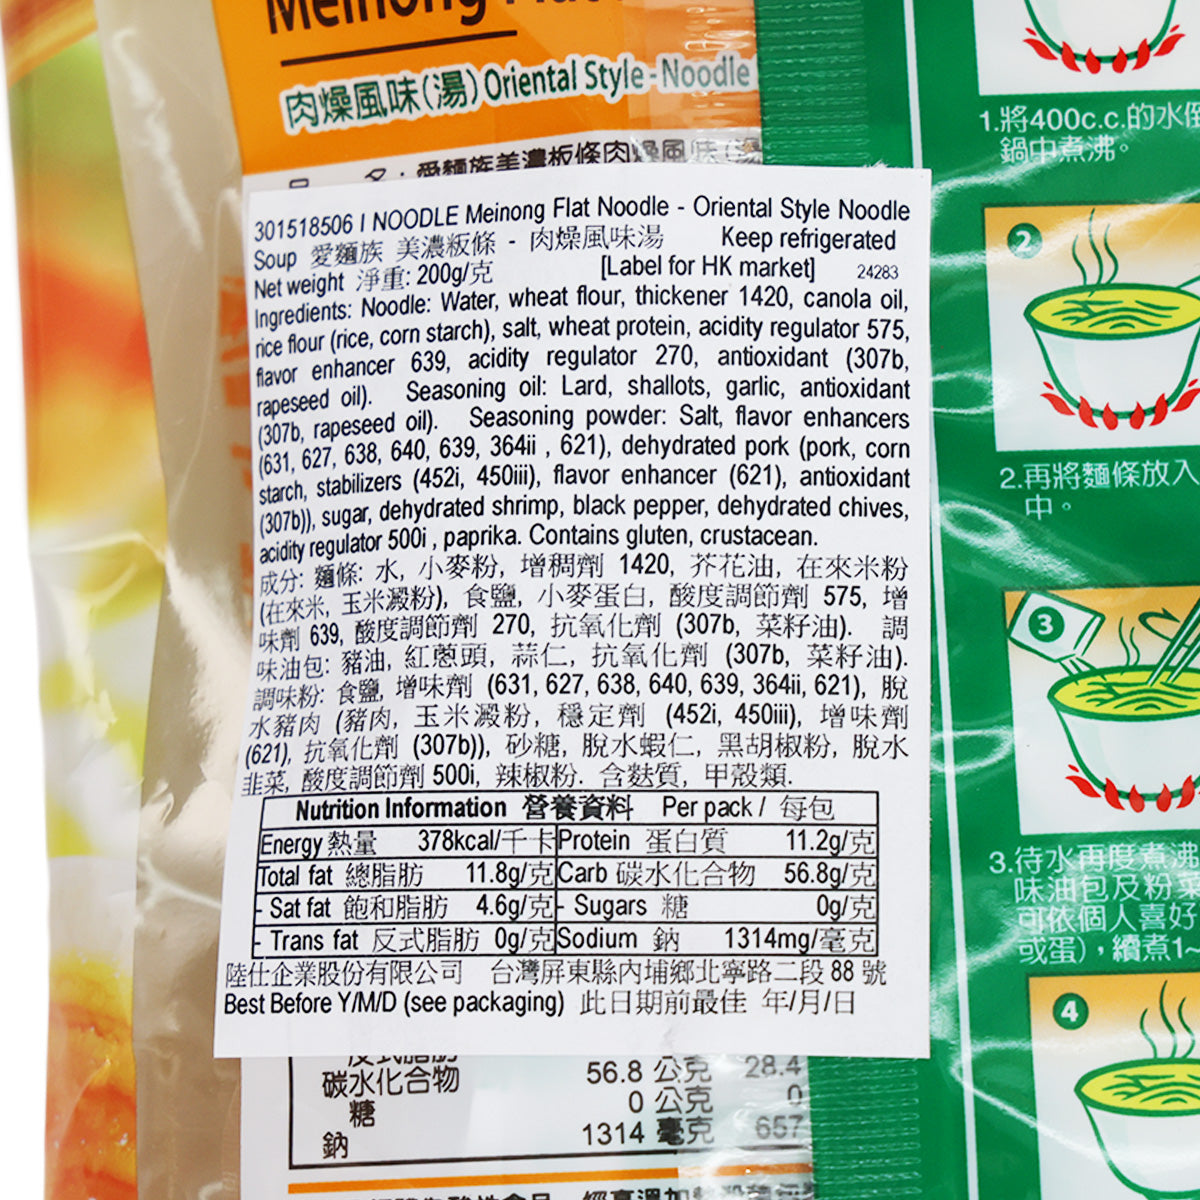 肉燥風味(湯) Oriental Style-Noodle
名：愛麵族美濃粄條肉燥風味(湯
301518506 I NOODLE Meinong Flat Noodle - Oriental Style Noodle
Soup 愛麵族 美濃粄條 - 肉燥風味湯 Keep refrigerated
Net weight 淨重: 200g/克 [Label for HK market] 24283
Ingredients: Noodle: Water, wheat flour, thickener 1420, canola oil,
rice flour (rice, corn starch), salt, wheat protein, acidity regulator 575,
flavor enhancer 639, acidity regulator 270, antioxidant (307b,
rapeseed oil). Seasoning oil: Lard, shallots, garlic, antioxidant
(307b, rapeseed oil). Seasoning powder: Salt, flavor enhancers
(631, 627, 638, 640, 639, 364ii , 621), dehydrated pork (pork, corn
starch, stabilizers (452i, 450iii), flavor enhancer (621), antioxidant
(307b)), sugar, dehydrated shrimp, black pepper, dehydrated chives,
acidity regulator 500i , paprika. Contains gluten, crustacean.
成分: 麵條: 水, 小麥粉, 增稠劑 1420, 芥花油, 在來米粉
(在來米, 玉米澱粉), 食鹽, 小麥蛋白, 酸度調節劑 575, 增
味劑 639, 酸度調節劑 270, 抗氧化劑 (307b, 菜籽油). 調
味油包: 豬油, 紅蔥頭, 蒜仁, 抗氧化劑 (307b, 菜籽油).
調味粉: 食鹽, 增味劑 (631, 627, 638, 640, 639, 364ii, 621), 脫
水豬肉 (豬肉, 玉米澱粉, 穩定劑 (452i, 450iii), 增味劑
(621), 抗氧化劑 (307b)), 砂糖, 脫水蝦仁, 黑胡椒粉, 脫水
韭菜, 酸度調節劑 500i, 辣椒粉. 含麩質, 甲殼類.
Nutrition Information 營養資料 Per pack / 每包
Energy 熱量 378kcal/千卡 Protein 蛋白質 11.2g/克
Total fat 總脂肪 11.8g/克 Carb 碳水化合物 56.8g/克
- Sat fat 飽和脂肪 4.6g/克 - Sugars 糖 0g/克
- Trans fat 反式脂肪 0g/克 Sodium 鈉 1314mg/毫克
陸仕企業股份有限公司 台灣屏東縣內埔鄉北寧路二段 88 號
Best Before Y/M/D (see packaging) 此日期前最佳 年/月/日
碳水化合物 56.8 公克 28.4
糖 0 公克 0
鈉 1314 毫克 657
1.將400c.c.的水倒
鍋中煮沸。
2
2.再將麵條放入
中。
3
3.待水再度煮沸
味油包及粉菜
可依個人喜好
或蛋)，續煮1~
4